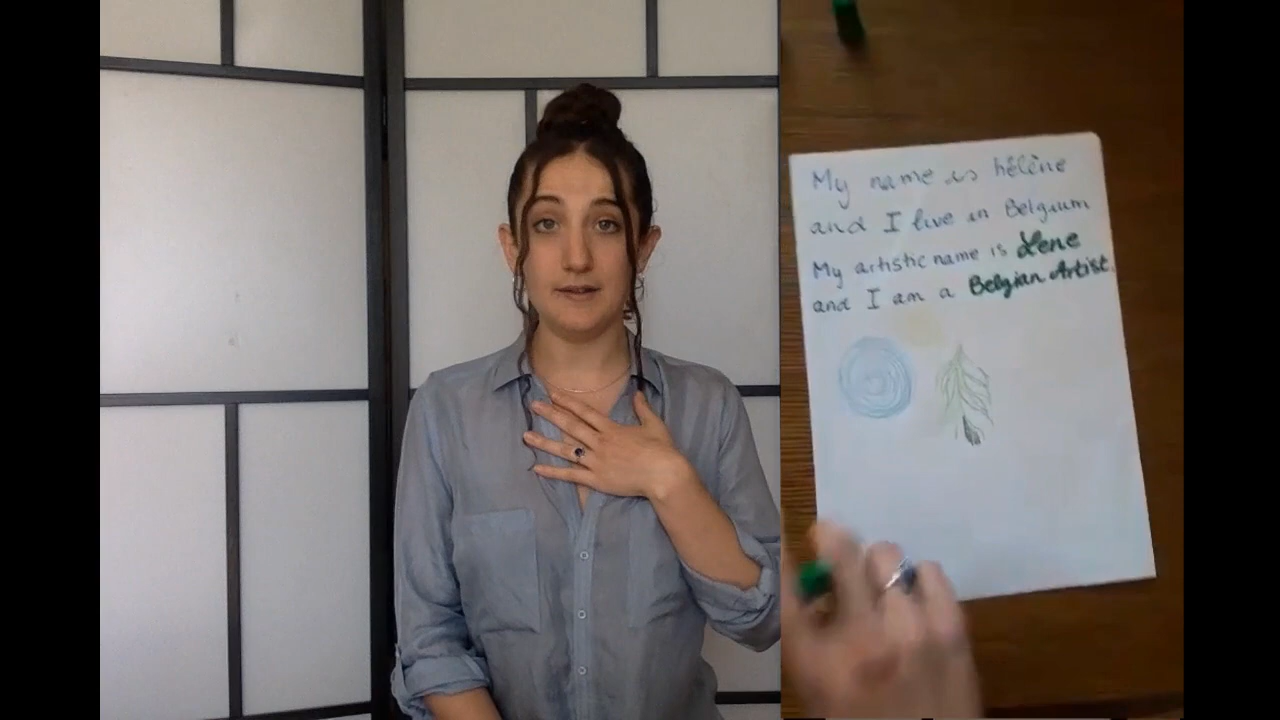 My name is hélène
and I live in Belgium
My artistic name is Lene
and I am a Belgian Artist.